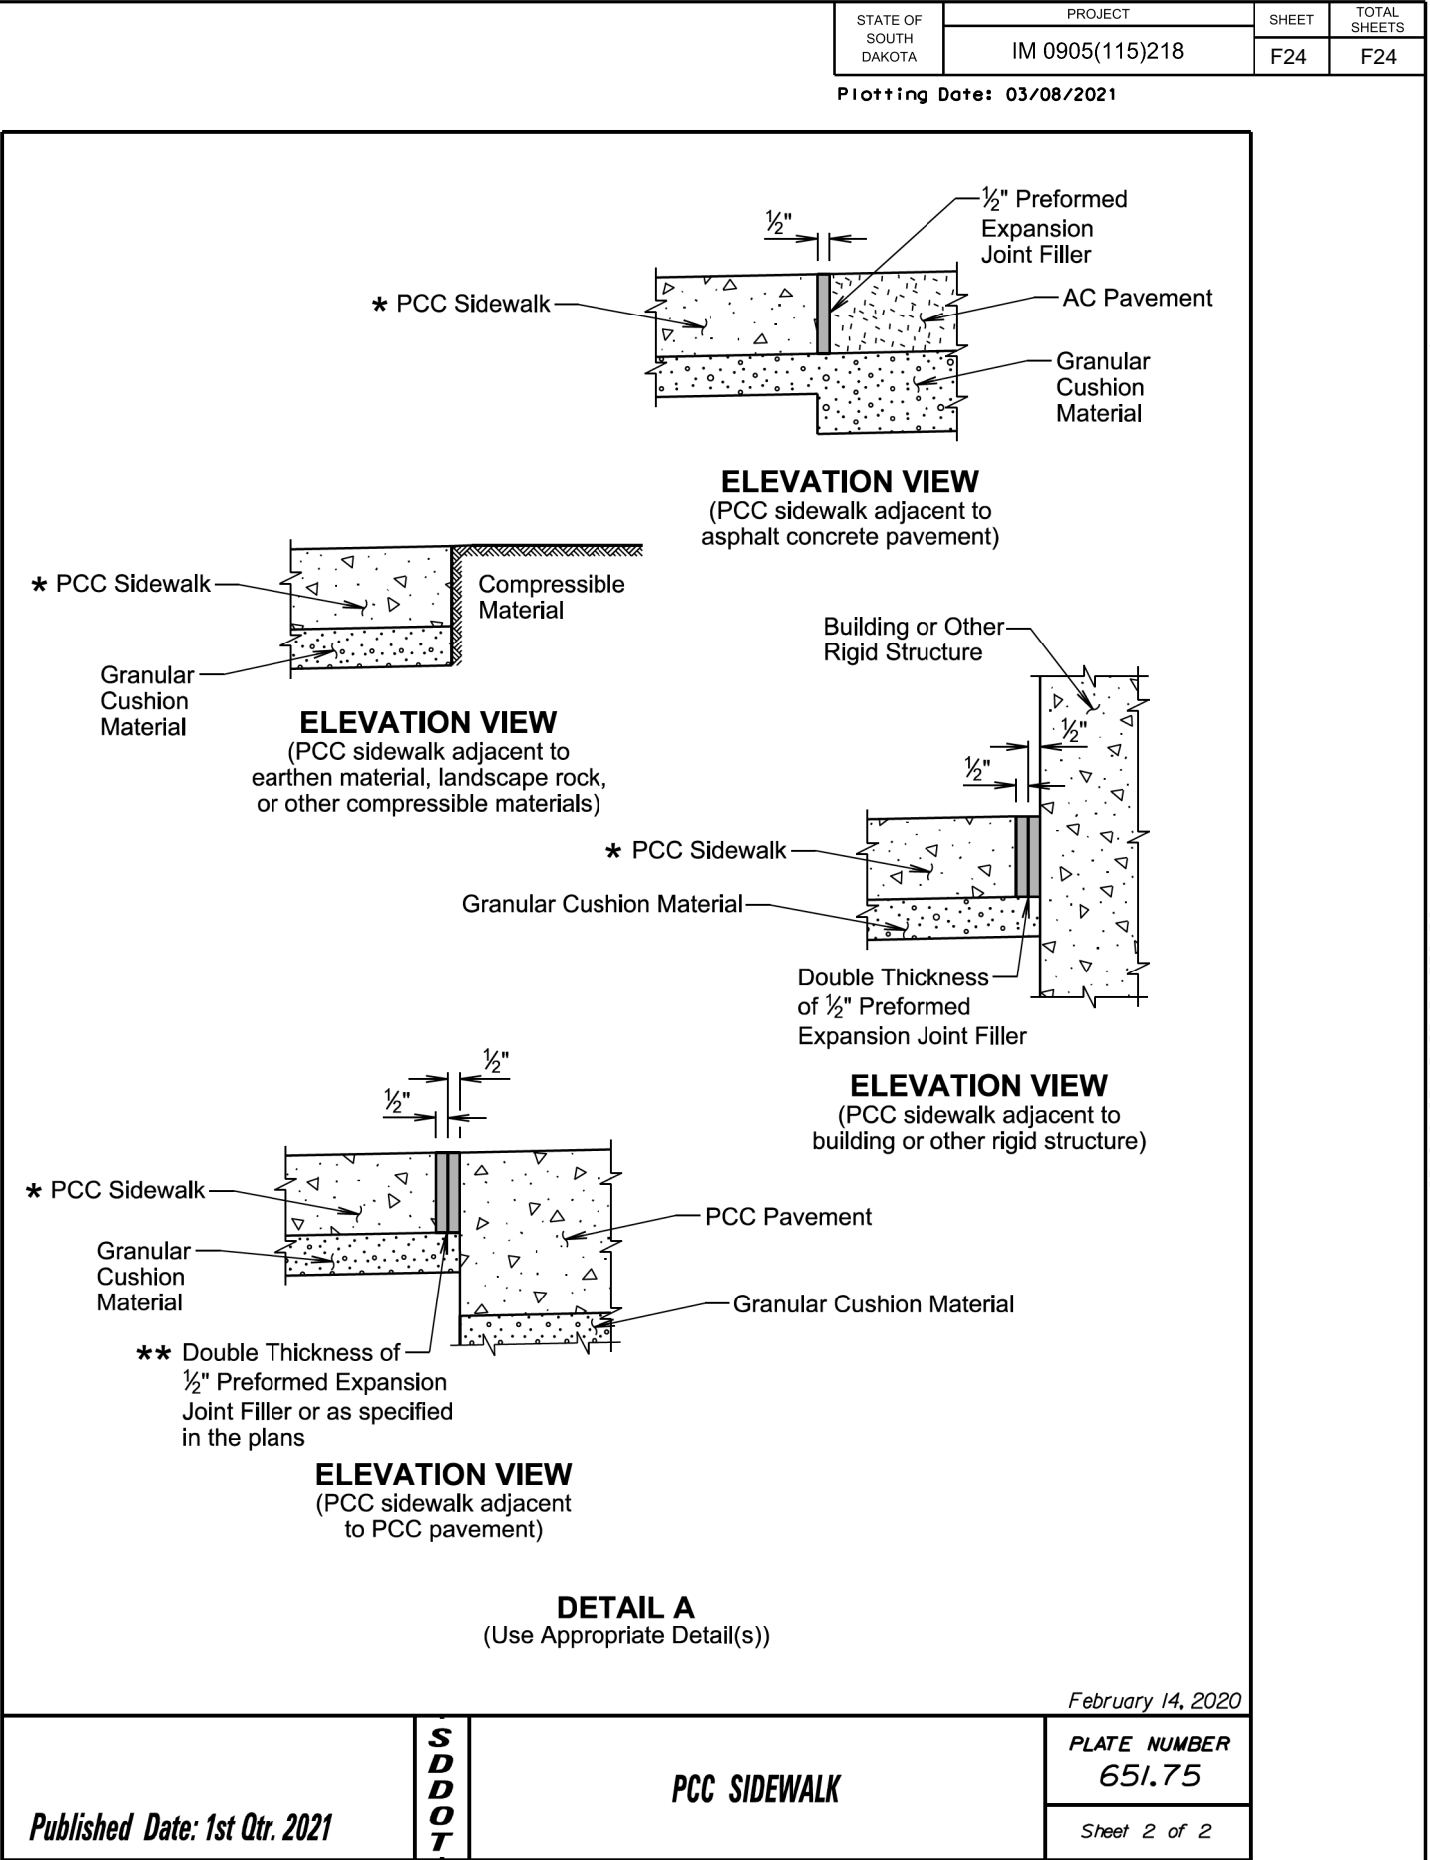 STATE OF
SOUTH
DAKOTA
PROJECT
IM 0905(115)218
SHEET
F24
TOTAL
SHEETS
F24
Plotting Date: 03/08/2021
½"
½" Preformed
Expansion
Joint Filler
* PCC Sidewalk
AC Pavement
Granular
Cushion
Material
ELEVATION VIEW
(PCC sidewalk adjacent to
asphalt concrete pavement)
* PCC Sidewalk
Compressible
Material
Granular
Cushion
Material
ELEVATION VIEW
(PCC sidewalk adjacent to
earthen material, landscape rock,
or other compressible materials)
Building or Other
Rigid Structure
½"
½"
* PCC Sidewalk
Granular Cushion Material
Double Thickness
of ½" Preformed
Expansion Joint Filler
ELEVATION VIEW
(PCC sidewalk adjacent to
building or other rigid structure)
½"
½"
* PCC Sidewalk
PCC Pavement
Granular
Cushion
Material
Granular Cushion Material
** Double Thickness of
½" Preformed Expansion
Joint Filler or as specified
in the plans
ELEVATION VIEW
(PCC sidewalk adjacent
to PCC pavement)
DETAIL A
(Use Appropriate Detail(s))
February 14, 2020
Published Date: 1st Qtr. 2021
S
D
D
O
T
PCC SIDEWALK
PLATE NUMBER
651.75
Sheet 2 of 2